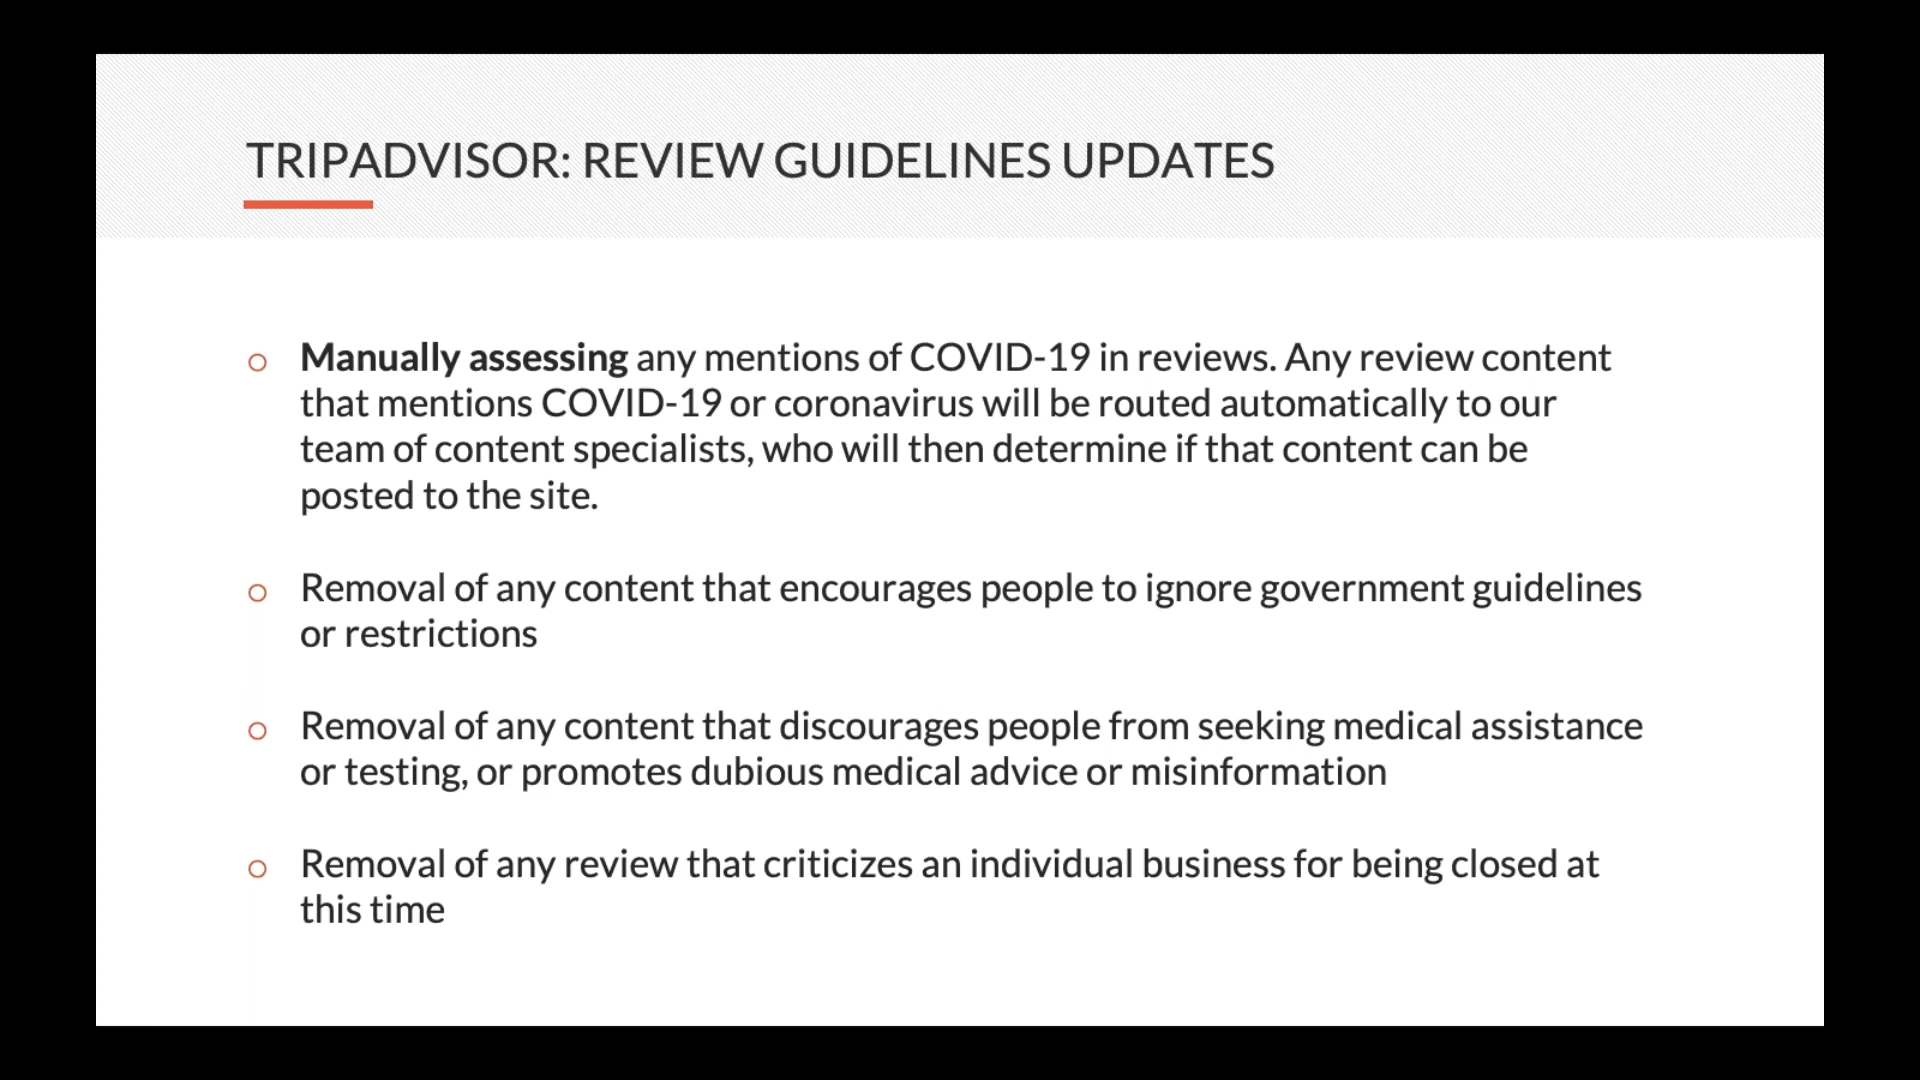 TRIPADVISOR: REVIEW GUIDELINES UPDATES
Manually assessing any mentions of COVID-19 in reviews. Any review content
that mentions COVID-19 or coronavirus will be routed automatically to our
team of content specialists, who will then determine if that content can be
posted to the site.
Removal of any content that encourages people to ignore government guidelines
or restrictions
Removal of any content that discourages people from seeking medical assistance
or testing, or promotes dubious medical advice or misinformation
Removal of any review that criticizes an individual business for being closed at
this time